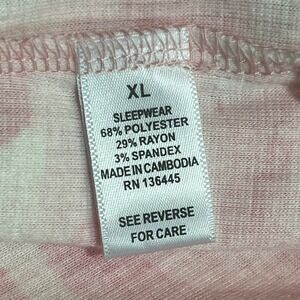 XL
SLEEPWEAR
68% POLYESTER
29% RAYON
3% SPANDEX
MADE IN CAMBODIA
RN 136445
SEE REVERSE
FOR CARE